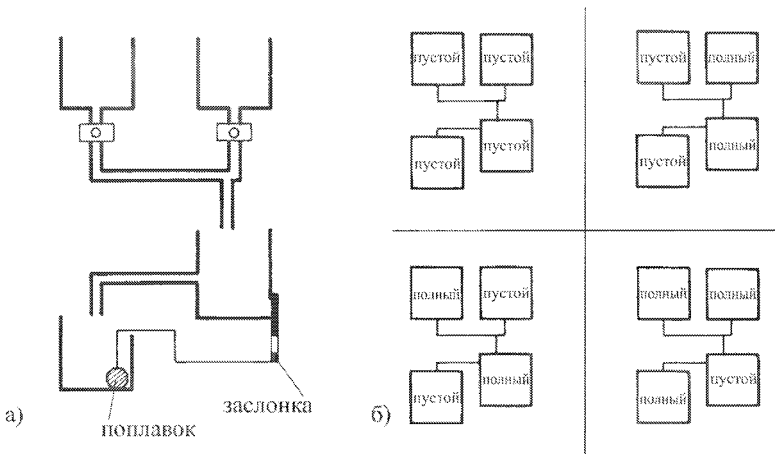 пустой пустой
пустой пустой
пустой полный
пустой полный
полный пустой
пустой полный
полный полный
полный пустой
заслонка
поплавок
а)
б)